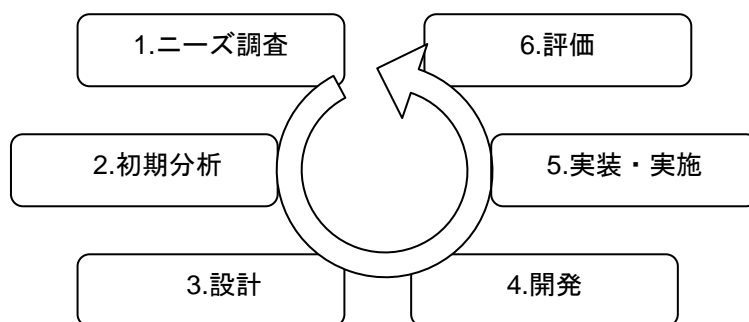 1.ニーズ調査
2.初期分析
3.設計
4.開発
5.実装・実施
6.評価